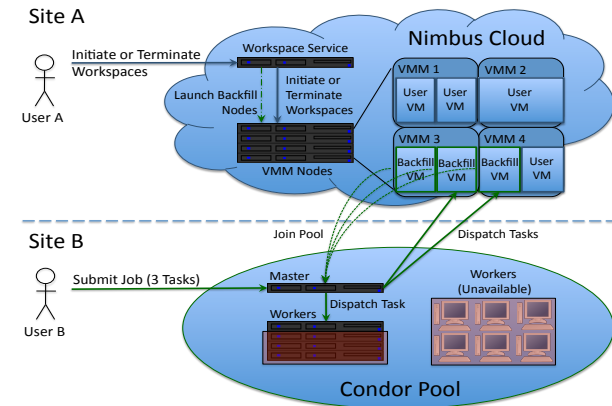 Site A
Nimbus Cloud
Initiate or Terminate
Workspaces
User A
Workspace Service
Launch Backfill
Nodes
Initiate or
Terminate
Workspaces
VMM Nodes
VMM 1
User
VM
User
VM
VMM 2
User
VM
VMM 3
Backfill
VM
Backfill
VM
VMM 4
Backfill
VM
User
VM
Join Pool
Dispatch Tasks
Site B
Submit Job (3 Tasks)
User B
Master
Dispatch Task
Workers
Workers
(Unavailable)
Condor Pool